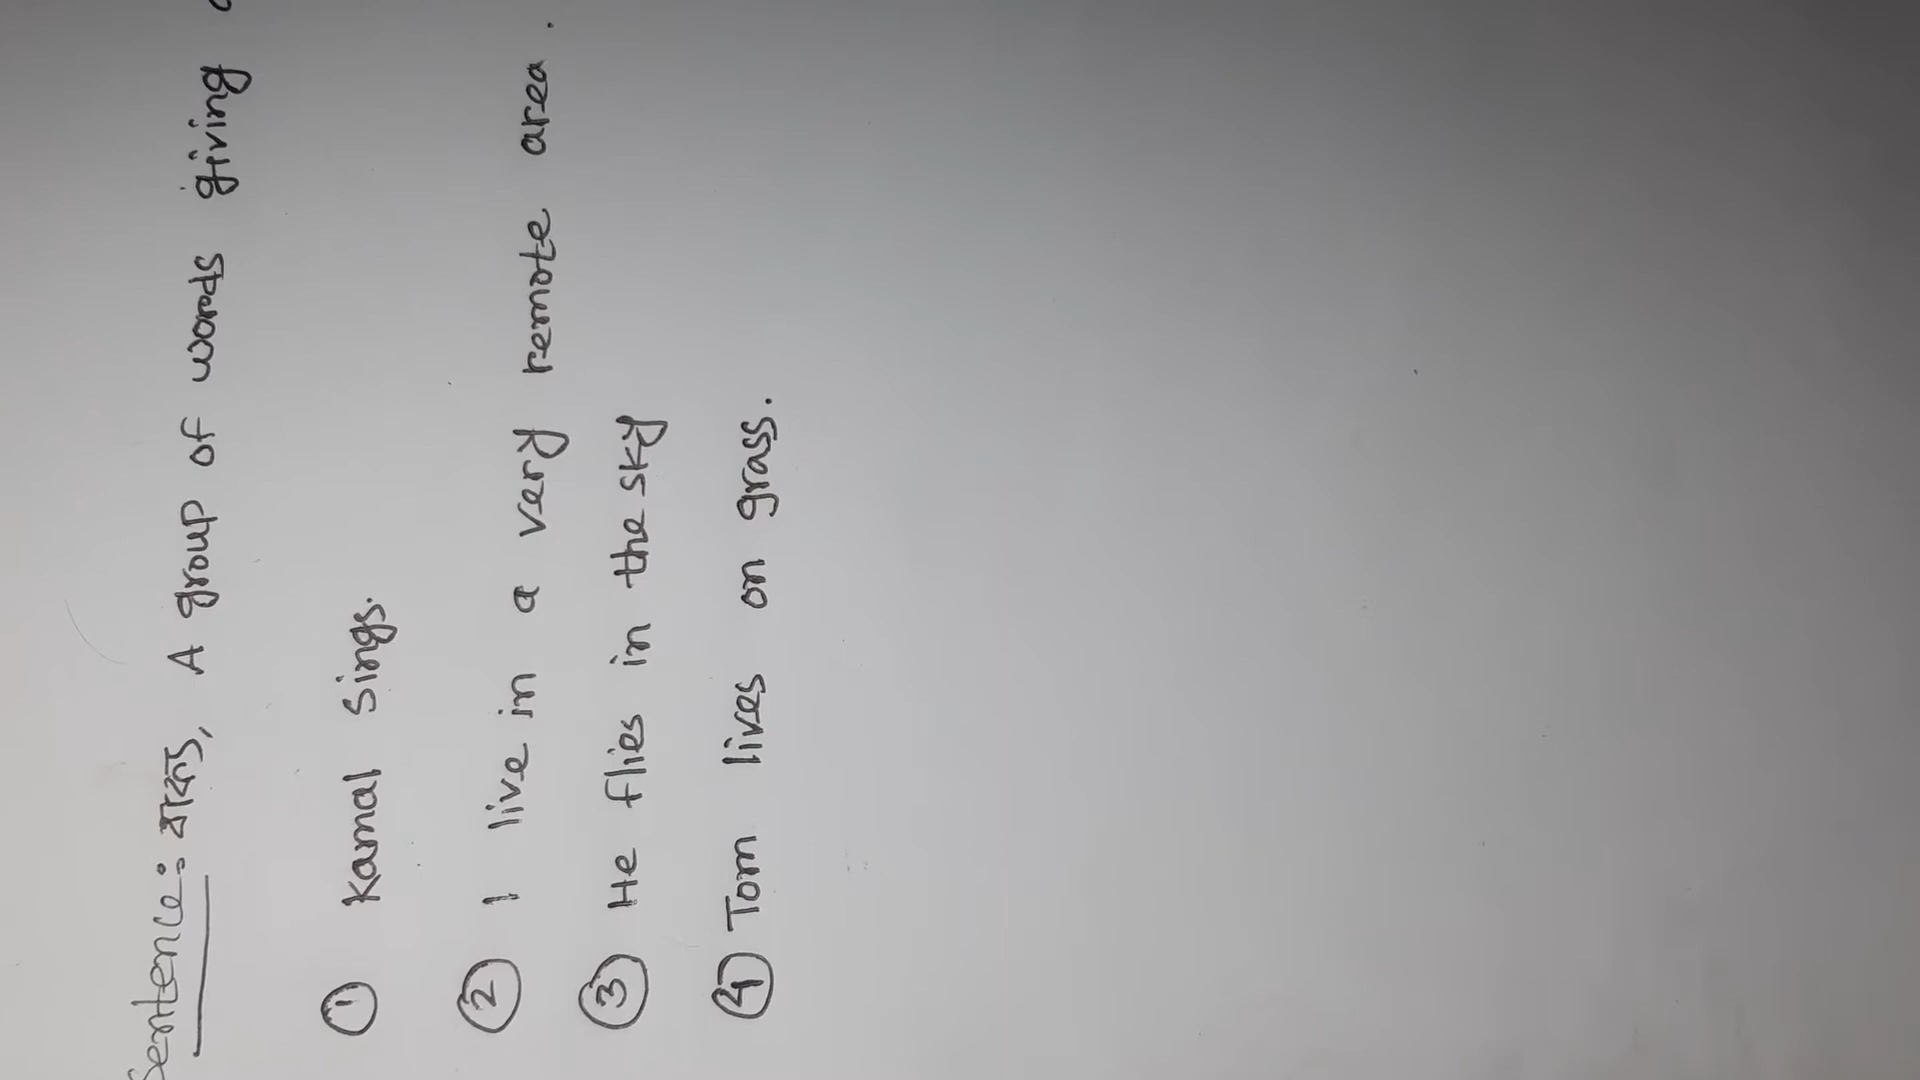 Sentence: বাক্য, A group of words giving
① Kamal Sings.
② I live in a very remote area.
③ He flies in the sky
④ Tom lives on grass.